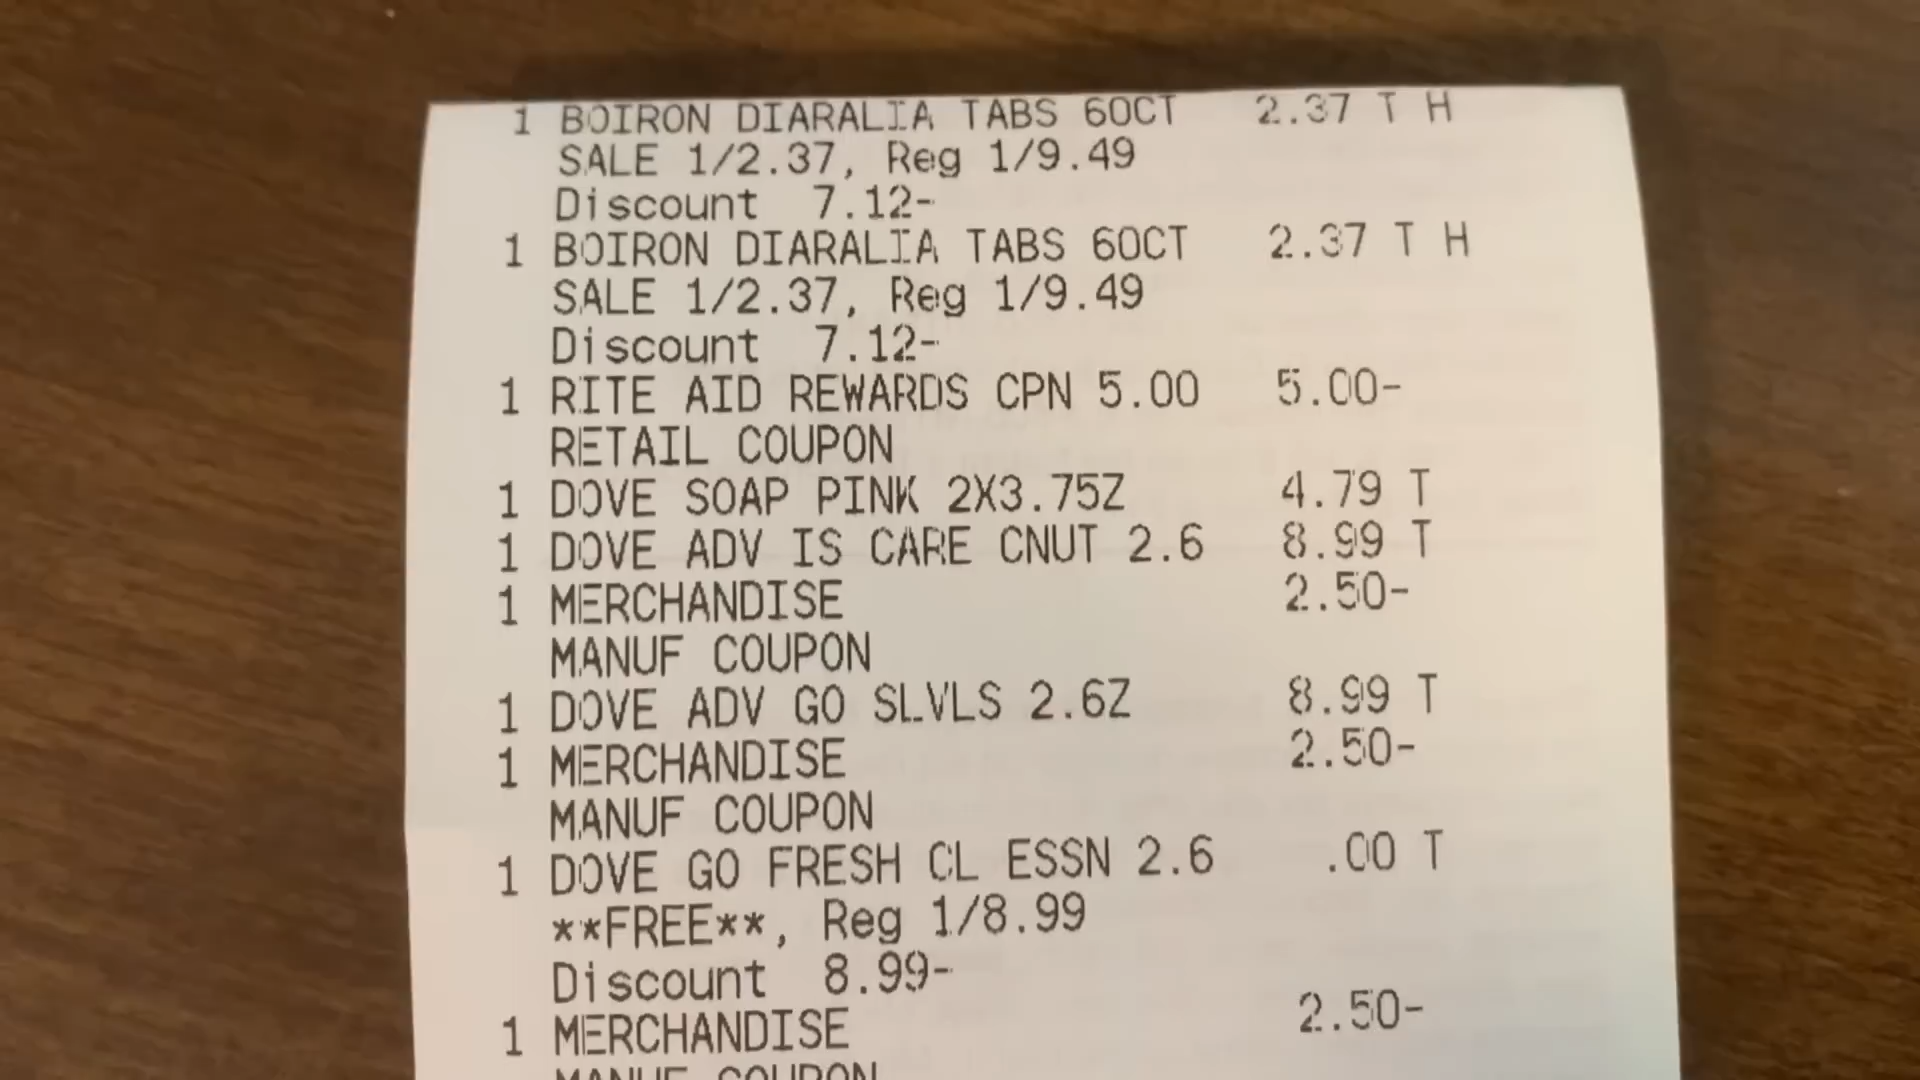 1 BOIRON DIARALIA TABS 60CT 2.37 T H
SALE 1/2.37, Reg 1/9.49
Discount 7.12-
1 BOIRON DIARALIA TABS 60CT 2.37 T H
SALE 1/2.37, Reg 1/9.49
Discount 7.12-
1 RITE AID REWARDS CPN 5.00 5.00-
RETAIL COUPON
1 DOVE SOAP PINK 2X3.75Z 4.79 T
1 DOVE ADV IS CARE CNUT 2.6 8.99 T
1 MERCHANDISE 2.50-
MANUF COUPON
1 DOVE ADV GO SLVLS 2.6Z 8.99 T
1 MERCHANDISE 2.50-
MANUF COUPON
1 DOVE GO FRESH CL ESSN 2.6 .00 T
**FREE**, Reg 1/8.99
Discount 8.99-
1 MERCHANDISE 2.50-
MANUF COUPON